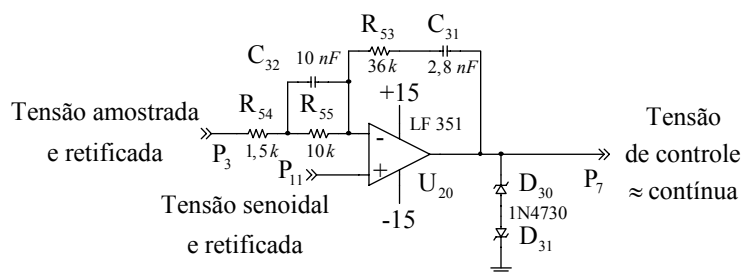 R53
C31
C32
10 nF
36k
2,8 nF
+15
Tensão amostrada
e retificada
R54
R55
LF 351
Tensão
de controle
≈ contínua
P3
1,5k
10k
-
+
P11
U20
P7
Tensão senoidal
e retificada
-15
D30
1N4730
D31